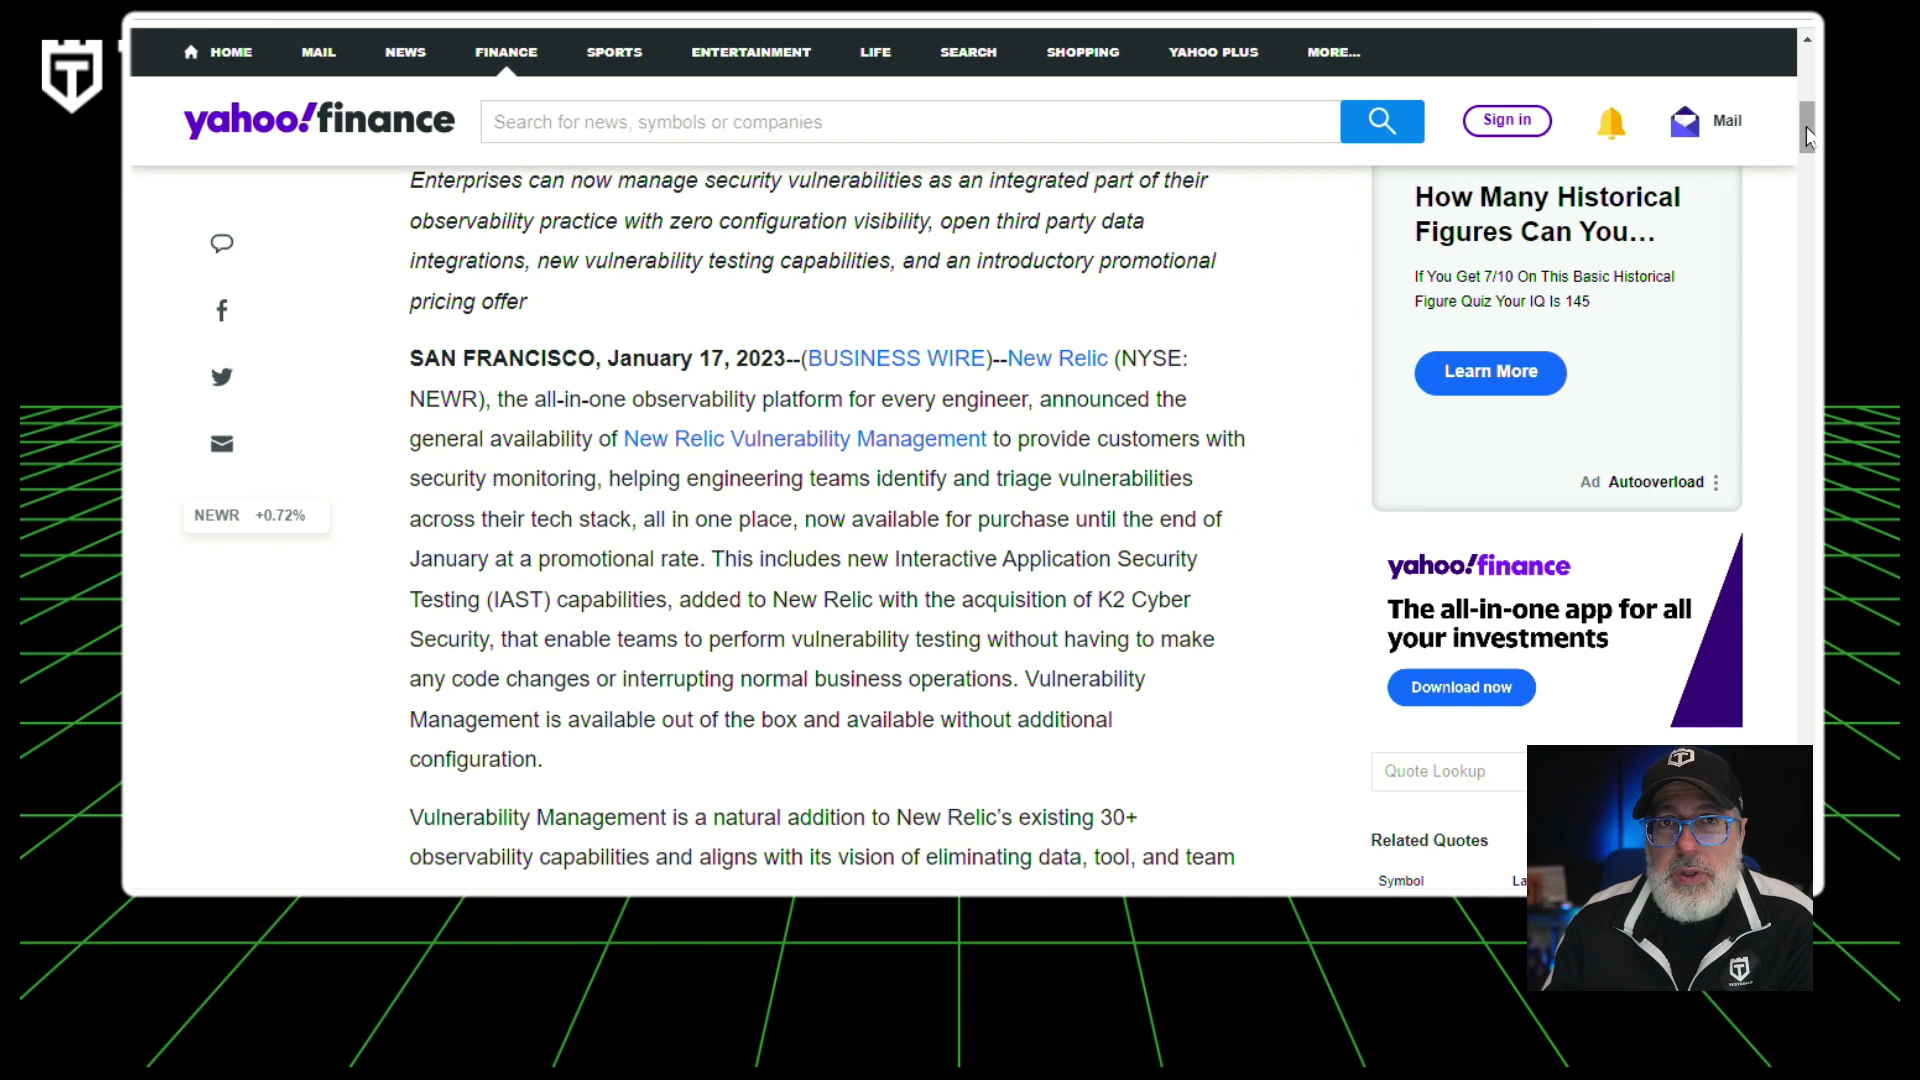 HOME MAIL NEWS FINANCE SPORTS ENTERTAINMENT LIFE SEARCH SHOPPING YAHOO PLUS MORE...
yahoo!finance
Search for news, symbols or companies
Sign in
Mail
Enterprises can now manage security vulnerabilities as an integrated part of their
observability practice with zero configuration visibility, open third party data
integrations, new vulnerability testing capabilities, and an introductory promotional
pricing offer
SAN FRANCISCO, January 17, 2023--(BUSINESS WIRE)--New Relic (NYSE:
NEWR), the all-in-one observability platform for every engineer, announced the
general availability of New Relic Vulnerability Management to provide customers with
security monitoring, helping engineering teams identify and triage vulnerabilities
across their tech stack, all in one place, now available for purchase until the end of
January at a promotional rate. This includes new Interactive Application Security
Testing (IAST) capabilities, added to New Relic with the acquisition of K2 Cyber
Security, that enable teams to perform vulnerability testing without having to make
any code changes or interrupting normal business operations. Vulnerability
Management is available out of the box and available without additional
configuration.
Vulnerability Management is a natural addition to New Relic’s existing 30+
observability capabilities and aligns with its vision of eliminating data, tool, and team
NEWR +0.72%
How Many Historical
Figures Can You...
If You Get 7/10 On This Basic Historical
Figure Quiz Your IQ Is 145
Learn More
Ad Autooverload
yahoo!finance
The all-in-one app for all
your investments
Download now
Quote Lookup
Related Quotes
Symbol